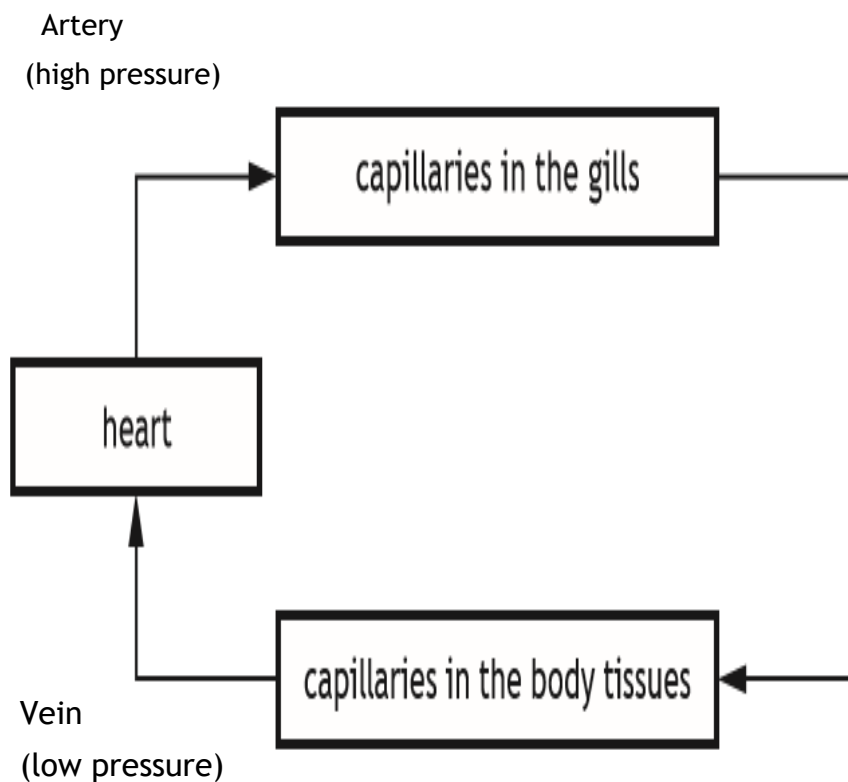 Artery
(high pressure)
capillaries in the gills
heart
capillaries in the body tissues
Vein
(low pressure)